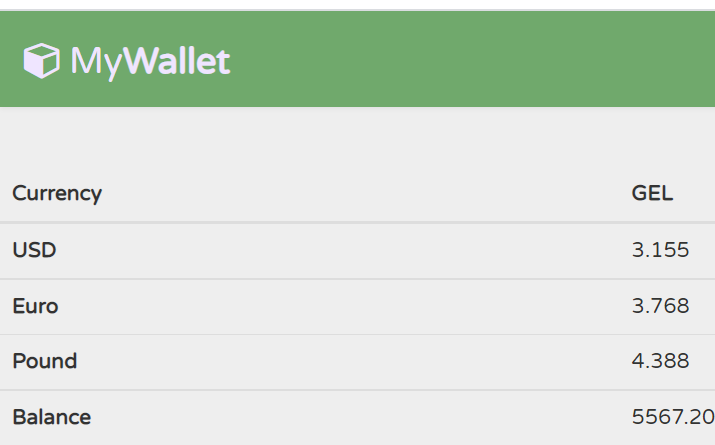 MyWallet
Currency GEL
USD 3.155
Euro 3.768
Pound 4.388
Balance 5567.20